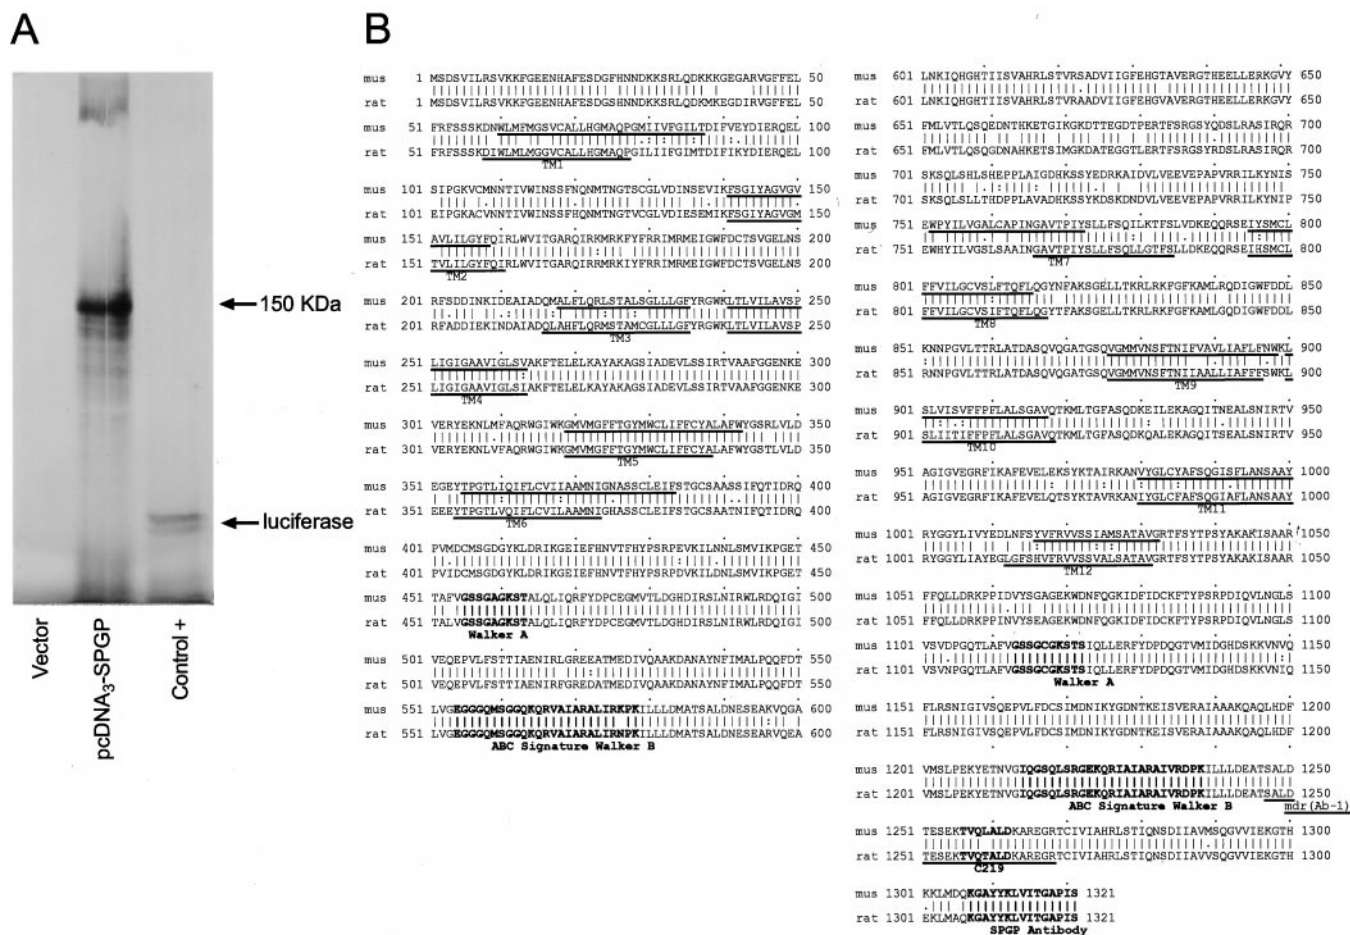 A
150 KDa
luciferase
Vector
pcDNA3-SPGP
Control +
B
mus 1 MSDSVILRSVKKFGEENHAFESDGFHNNDKKSRLQDKKKGEGARVGFFEL 50
rat 1 MSDSVILRSVKKFGEENHAFESDGSHNNDKKSRLQDKMKEGDIRVGFFEL 50
mus 51 FRFSSSKDNWLMFMGSVCALLHGMAQPGMIIVFGILTDIFVEYDIERQEL 100
rat 51 FRFSSSKDIWLMLMGGVCALLHGMAQPGILIIFGIMTDIFIKYDIERQEL 100
TM1
mus 101 SIPGKVCMNNTIVWINSSFNQNMTNGTSCGLVDINSEVIKFSGIYAGVGV 150
rat 101 EIPGKACVNNTIVWINSSFHQNMTNGTVCGLVDIESEMIKFSGIYAGVGM 150
mus 151 AVLILGYFQIRLWVITGARQIRKMRKFYFRRIMRMEIGWFDCTSVGELNS 200
rat 151 TVLILGYFQIRLWVITGARQIRRMRKIYFRRIMRMEIGWFDCTSVGELNS 200
TM2
mus 201 RFSDDINKIDEAIADQMALFLQRLSTALSGLLLGFYRGWKLTLVILAVSP 250
rat 201 RFADDIEKINDAIADQLAHFLQRMSTAMCGLLLGFYRGWKLTLVILAVSP 250
TM3
mus 251 LIGIGAAVIGLSVAKFTELELKAYAKAGSIADEVLSSIRTVAAFGGENKE 300
rat 251 LIGIGAAVIGLSIAKFTELELKAYAKAGSIADEVLSSIRTVAAFGGENKE 300
TM4
mus 301 VERYEKNLMFAQRWGIWKGMVMGFFTGYMWCLIFFCYALAFWYGSRLVLD 350
rat 301 VERYEKNLVFAQRWGIWKGMVMGFFTGYMWCLIFFCYALAFWYGSTLVLD 350
TM5
mus 351 EGEYTPGTLIQIFLCVIIAAMNIGNASSCLEIFSTGCSAASSIFQTIDRQ 400
rat 351 EEEYTPGTLVQIFLCVILAAMNIGHASSCLEIFSTGCSAATNIFQTIDRQ 400
TM6
mus 401 PVMDCMSGDGYKLDRIKGEIEFHNVTFHYPSRPEVKILNNLSMVIKPGET 450
rat 401 PVIDCMSGDGYKLDRIKGEIEFHNVTFHYPSRPDVKILDNLSMVIKPGET 450
mus 451 TAFVGSSGAGKSTALQLIQRFYDPCEGMVTLDGHDIRSLNIRWLRDQIGI 500
rat 451 TALVGSSGAGKSTALQLIQRFYDPCEGMVTLDGHDIRSLNIRWLRDQIGI 500
Walker A
mus 501 VEQEPVLFSTTIAENIRLGREEATMEDIVQAAKDANAYNFIMALPQQFDT 550
rat 501 VEQEPVLFSTTIAENIRFGREDATMEDIVQAAKDANAYNFIMALPQQFDT 550
mus 551 LVGEGGGQMSGGQKQRVAIARALIRKPKILLLDMATSALDNESEAKVQGA 600
rat 551 LVGEGGGQMSGGQKQRVAIARALIRNPKILLLDMATSALDNESEARVQEA 600
ABC Signature Walker B
mus 601 LNKIQHGHTIISVAHRLSTVRSADVIIGFEHGTAVERGTHEELLERKGVY 650
rat 601 LNKIQHGHTIISVAHRLSTVRAADVIIGFEHGVAVERGTHEELLERKGVY 650
mus 651 FMLVTLQSQEDNTHKETGIKGKDTTEGDTPERTFSRGSYQDSLRASIRQR 700
rat 651 FMLVTLQSQGDNAHKETSIMGKDATEGGTLERTFSRGSYRDSLRASIRQR 700
mus 701 SKSQLSHLSHEPPLAIGDHKSSYEDRKAIDVLVEEVEPAPVRRILKYNIS 750
rat 701 SKSQLSLLTHDPPLAVADHKSSYKDSKDNDVLVEEVEPAPVRRILKYNIP 750
mus 751 EWPYILVGALCAPINGAVTPIYSLLFSQILKTFSLVDKEQQRSEIYSMCL 800
rat 751 EWHYILVGSLSAAINGAVTPIYSLLFSQLLGTFSLLDKEQQRSEIHSMCL 800
TM7
mus 801 FFVILGCVSLFTQFLQGYNFAKSGELLTKRLRKFGFKAMLRQDIGWFDDL 850
rat 801 FFVILGCVSIFTQFLQGYTFAKSGELLTKRLRKFGFKAMLGQDIGWFDDL 850
TM8
mus 851 KNNPGVLTTRLATDASQVQGATGSQVGMMVNSFTNIFVAVLIAFLFNWKL 900
rat 851 RNNPGVLTTRLATDASQVQGATGSQVGMMVNSFTNIIAALLIAFFFSWKL 900
TM9
mus 901 SLVISVFFPFLALSGAVQTKMLTGFASQDKEILEKAGQITNEALSNIRTV 950
rat 901 SLIITIFFPFLALSGAVQTKMLTGFASQDKQALEKAGQITSEALSNIRTV 950
TM10
mus 951 AGIGVEGRFIKAFEVELEKSYKTAIRKANVYGLCYAFSQGISFLANSAAY 1000
rat 951 AGIGVEGRFIKAFEVELQTSYKTAVRKANIYGLCFAFSQGIAFLANSAAY 1000
TM11
mus 1001 RYGGYLIVYEDLNFSYVFRVVSSIAMSATAVGRTFSYTPSYAKAKISAAR 1050
rat 1001 RYGGYLIAYEGLGFSHVFRVVSSVALSATAVGRTFSYTPSYAKAKISAAR 1050
TM12
mus 1051 FFQLLDRKPPIDVYSGAGEKWDNFQGKIDFIDCKFTYPSRPDIQVLNGLS 1100
rat 1051 FFQLLDRKPPINVYSEAGEKWDNFQGKIDFIDCKFTYPSRPDIQVLNGLS 1100
mus 1101 VSVDPGQTLAFVGSSGCGKSTSIQLLERFYDPDQGTVMIDGHDSKKVNVQ 1150
rat 1101 VSVNPGQTLAFVGSSGCGKSTSIQLLERFYDPDQGTVMIDGHDSKKVNIQ 1150
Walker A
mus 1151 FLRSNIGIVSQEPVLFDCSIMDNIKYGDNTKEISVERAIAAAKQAQLHDF 1200
rat 1151 FLRSNIGIVSQEPVLFDCSIMDNIKYGDNTKEISVERAIAAAKQAQLHDF 1200
mus 1201 VMSLPEKYETNVGIQGSQLSRGEKQRIAIARAIVRDPKILLLDEATSALD 1250
rat 1201 VMSLPEKYETNVGIQGSQLSRGEKQRIAIARAIVRDPKILLLDEATSALD 1250
ABC Signature Walker B mdr(Ab-1)
mus 1251 TESEKTVQLALDKAREGRTCIVIAHRLSTIQNSDIIAVMSQGVVIEKGTH 1300
rat 1251 TESEKTVQTALDKAREGRTCIVIAHRLSTIQNSDIIAVVSQGVVIEKGTH 1300
C219
mus 1301 KKLMDQKGAYYKLVITGAPIS 1321
rat 1301 EKLMAQKGAYYKLVITGAPIS 1321
SPGP Antibody